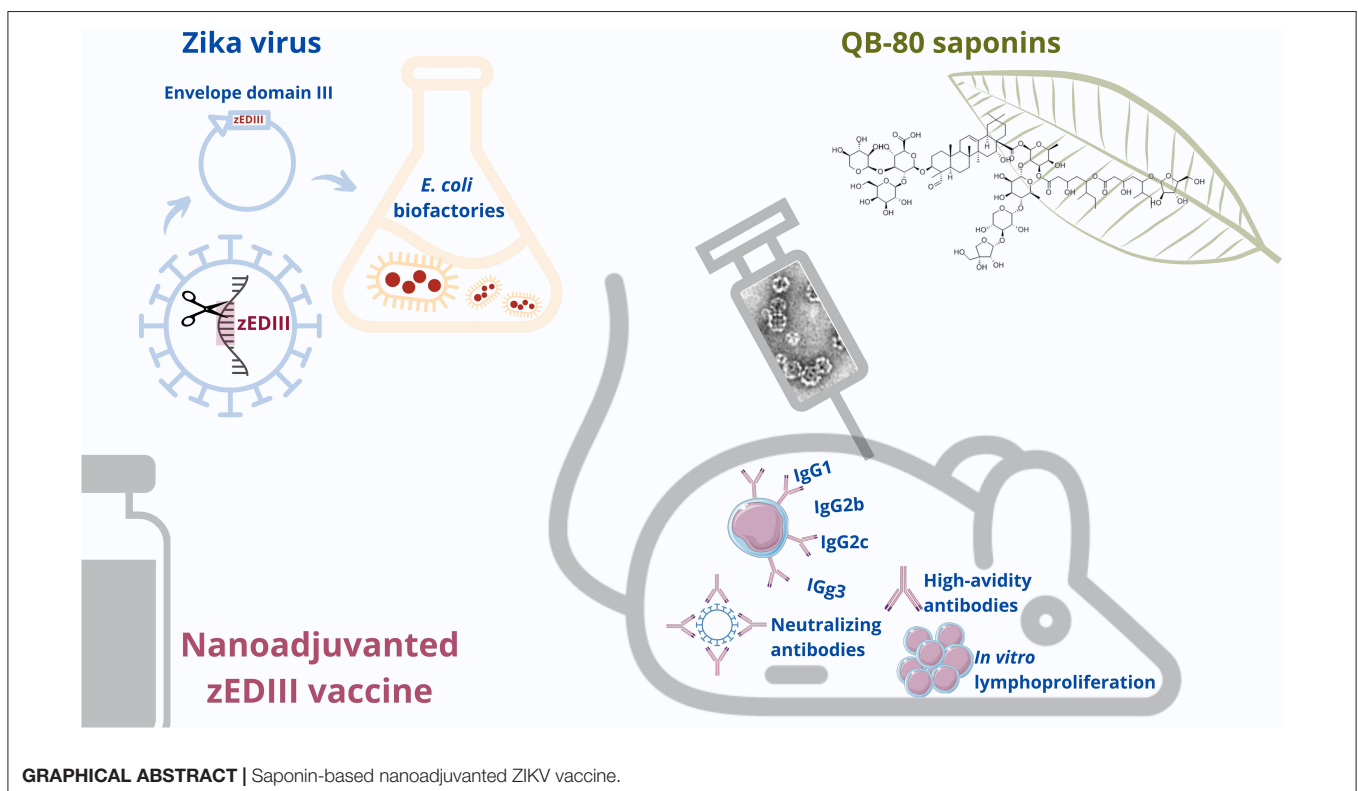 Zika virus
Envelope domain III
zEDIII
zEDIII
E. coli
biofactories
QB-80 saponins
IgG1
IgG2b
IgG2c
IGg3
Neutralizing
antibodies
High-avidity
antibodies
In vitro
lymphoproliferation
Nanoadjuvanted
zEDIII vaccine
GRAPHICAL ABSTRACT | Saponin-based nanoadjuvanted ZIKV vaccine.